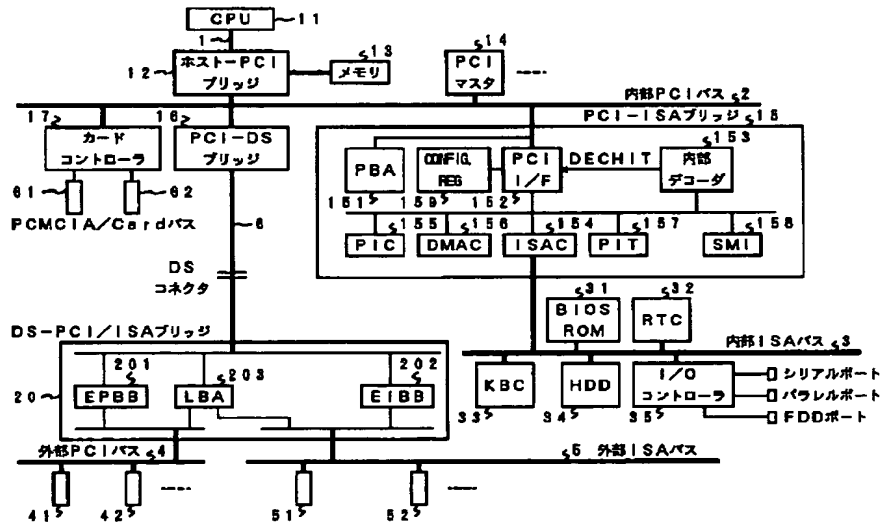 CPU 11
1
12 ホスト-PCI ブリッジ
メモリ 13
PCI マスタ 14
内部PCIバス 2
17 カード コントローラ
16 PCI-DS ブリッジ
PCI-ISAブリッジ 15
61 62
PCMCIA/Cardバス
6
PBA 151
CONFIG. REG 159
PCI I/F 152
DECHIT
内部 デコーダ 153
PIC 155
DMAC 156
ISAC 154
PIT 157
SMI 158
DS コネクタ
DS-PCI/ISAブリッジ
20
EPBB 201
LBA 203
EIBB 202
BIOS ROM 31
RTC 32
内部ISAバス 3
KBC 33
HDD 34
I/O コントローラ 35
シリアルポート
パラレルポート
FDDポート
外部PCIバス 4
5 外部ISAバス
41 42
51 52